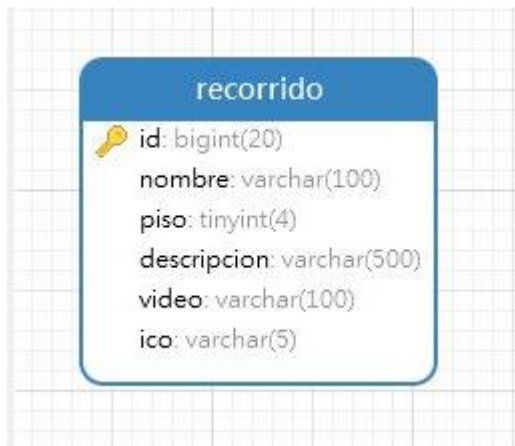 recorrido
id: bigint(20)
nombre: varchar(100)
piso: tinyint(4)
descripcion: varchar(500)
video: varchar(100)
ico: varchar(5)